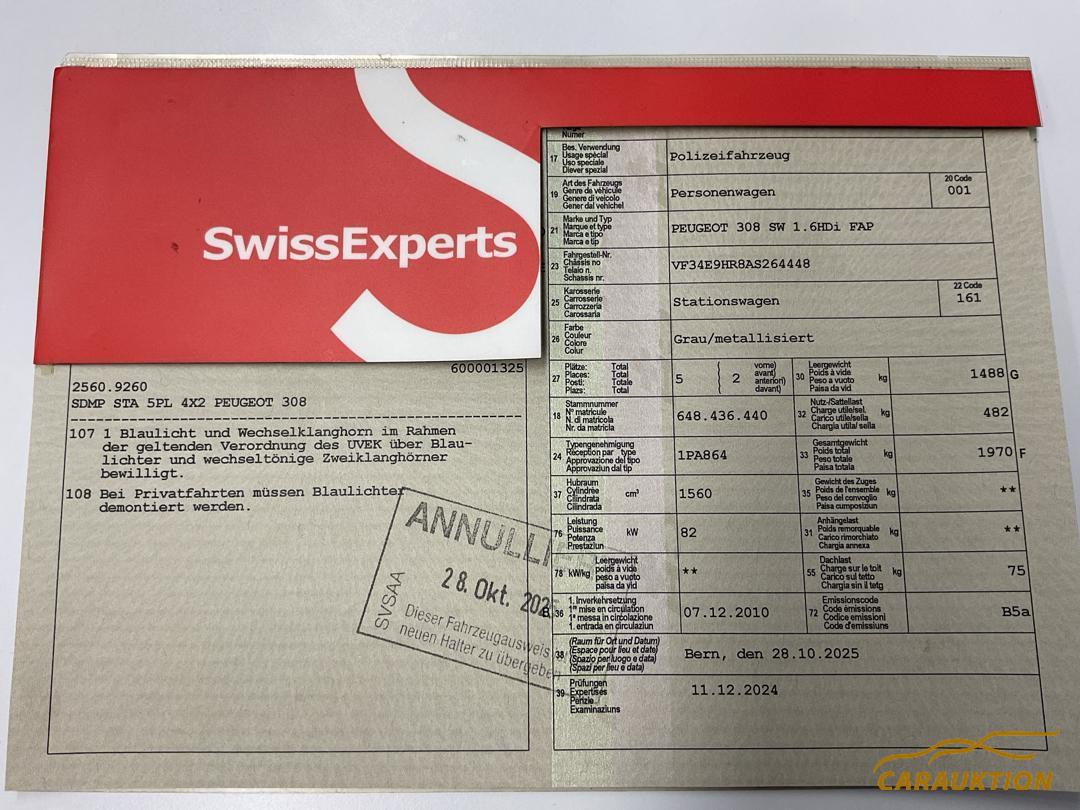 SwissExperts
600001325
2560.9260
SDMP STA 5PL 4X2 PEUGEOT 308
107 1 Blaulicht und Wechselklanghorn im Rahmen
der geltenden Verordnung des UVEK über Blau-
lichter und wechseltönige Zweiklanghörner
bewilligt.
108 Bei Privatfahrten müssen Blaulichter
demontiert werden.
ANNULLI
28. Okt. 202
SVSAA
Dieser Fahrzeugausweis
neuen Halter zu übergeben
Numer
17 Bes. Verwendung
Usage spécial
Uso speciale
Diever spezial
Polizeifahrzeug
19 Art des Fahrzeugs
Genre de véhicule
Genere di veicolo
Gener dal vehichel
Personenwagen
20 Code
001
21 Marke und Typ
Marque et type
Marca e tipo
Marca e tip
PEUGEOT 308 SW 1.6HDi FAP
23 Fahrgestell-Nr.
Châssis no
Telaio n.
Schassis nr.
VF34E9HR8AS264448
25 Karosserie
Carrosserie
Carrozzeria
Carossaria
Stationswagen
22 Code
161
26 Farbe
Couleur
Colore
Colur
Grau/metallisiert
27 Plätze: Total
Places: Total
Posti: Totale
Plazs: Total
5 ( 2 vorne)
avant)
anteriori)
davant)
30 Leergewicht
Poids à vide
Peso a vuoto
Paisa da vid
kg 1488 G
18 Stammnummer
N° matricule
N. di matricola
Nr. da matricla
648.436.440
32 Nutz-/Sattellast
Charge utile/sel.
Carico utile/sella
Chargia utila/sella
kg 482
24 Typengenehmigung
Réception par type
Approvazione del tipo
Approvaziun dal tip
1PA864
33 Gesamtgewicht
Poids total
Peso totale
Paisa totala
kg 1970 F
37 Hubraum
Cylindrée
Cilindrata
Cilindrada
cm³ 1560
35 Gewicht des Zuges
Poids de l'ensemble
Peso del convoglio
Paisa cumposiziun
kg **
76 Leistung
Puissance
Potenza
Prestaziun
kW 82
31 Anhängelast
Poids remorquable
Carico rimorchiato
Chargia annexa
kg **
78 kW/kg Leergewicht
poids à vide
peso a vuoto
paisa da vid
**
55 Dachlast
Charge sur le toit
Carico sul tetto
Chargia sin il tetg
kg 75
36 1. Inverkehrsetzung
1re mise en circulation
1a messa in circolazione
1. entrada en circulaziun
07.12.2010
72 Emissionscode
Code émissions
Codice emissioni
Code d'emissiuns
B5a
38 (Raum für Ort und Datum)
(Espace pour lieu et date)
(Spazio per luogo e data)
(Spazi per lieu e data)
Bern, den 28.10.2025
39 Prüfungen
Expertises
Perizie
Examinaziuns
11.12.2024
CARAUKTION